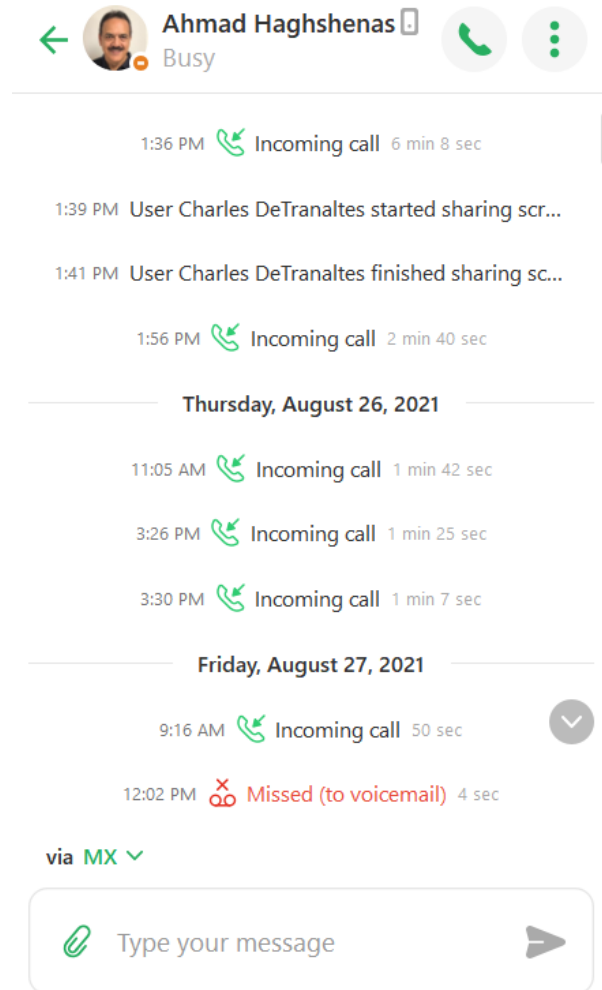 Ahmad Haghshenas
Busy
1:36 PM Incoming call 6 min 8 sec
1:39 PM User Charles DeTranaltes started sharing scr...
1:41 PM User Charles DeTranaltes finished sharing sc...
1:56 PM Incoming call 2 min 40 sec
Thursday, August 26, 2021
11:05 AM Incoming call 1 min 42 sec
3:26 PM Incoming call 1 min 25 sec
3:30 PM Incoming call 1 min 7 sec
Friday, August 27, 2021
9:16 AM Incoming call 50 sec
12:02 PM Missed (to voicemail) 4 sec
via MX
Type your message